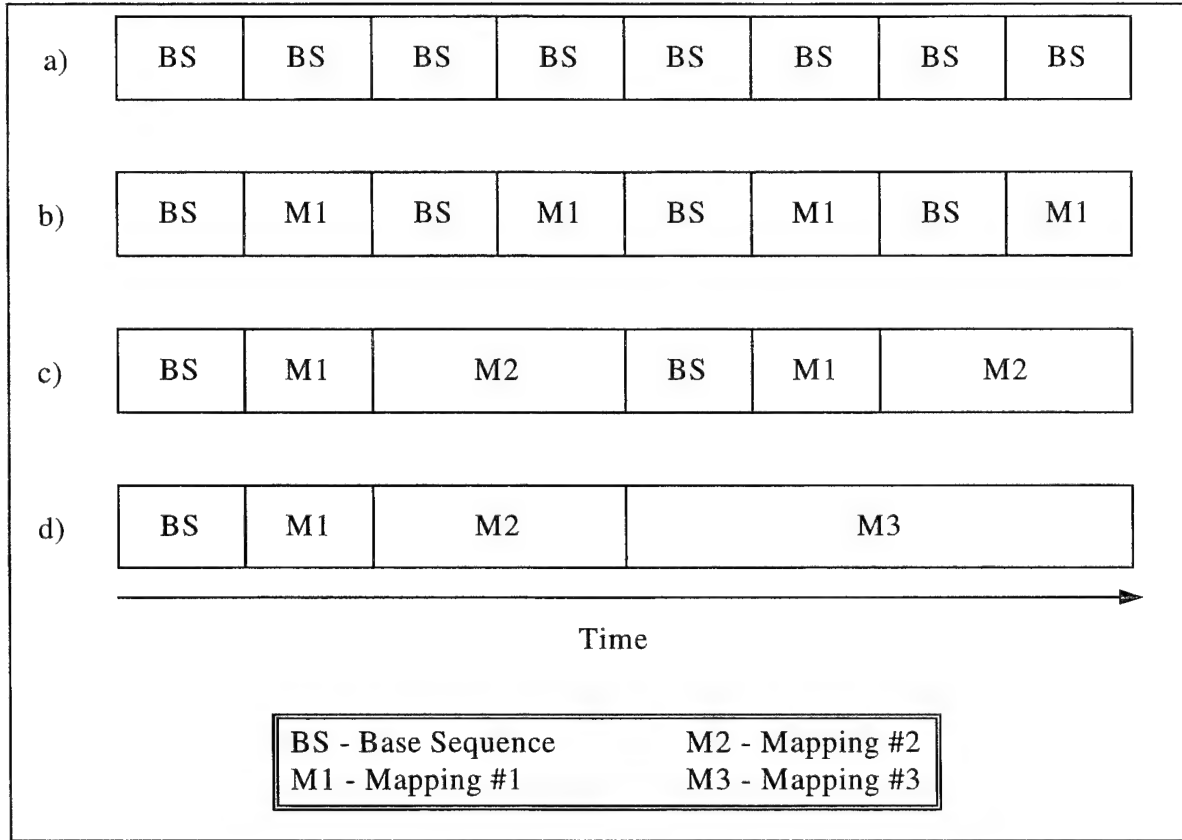 a) BS BS BS BS BS BS BS BS
b) BS M1 BS M1 BS M1 BS M1
c) BS M1 M2 BS M1 M2
d) BS M1 M2 M3
Time
BS - Base Sequence M2 - Mapping #2
M1 - Mapping #1 M3 - Mapping #3